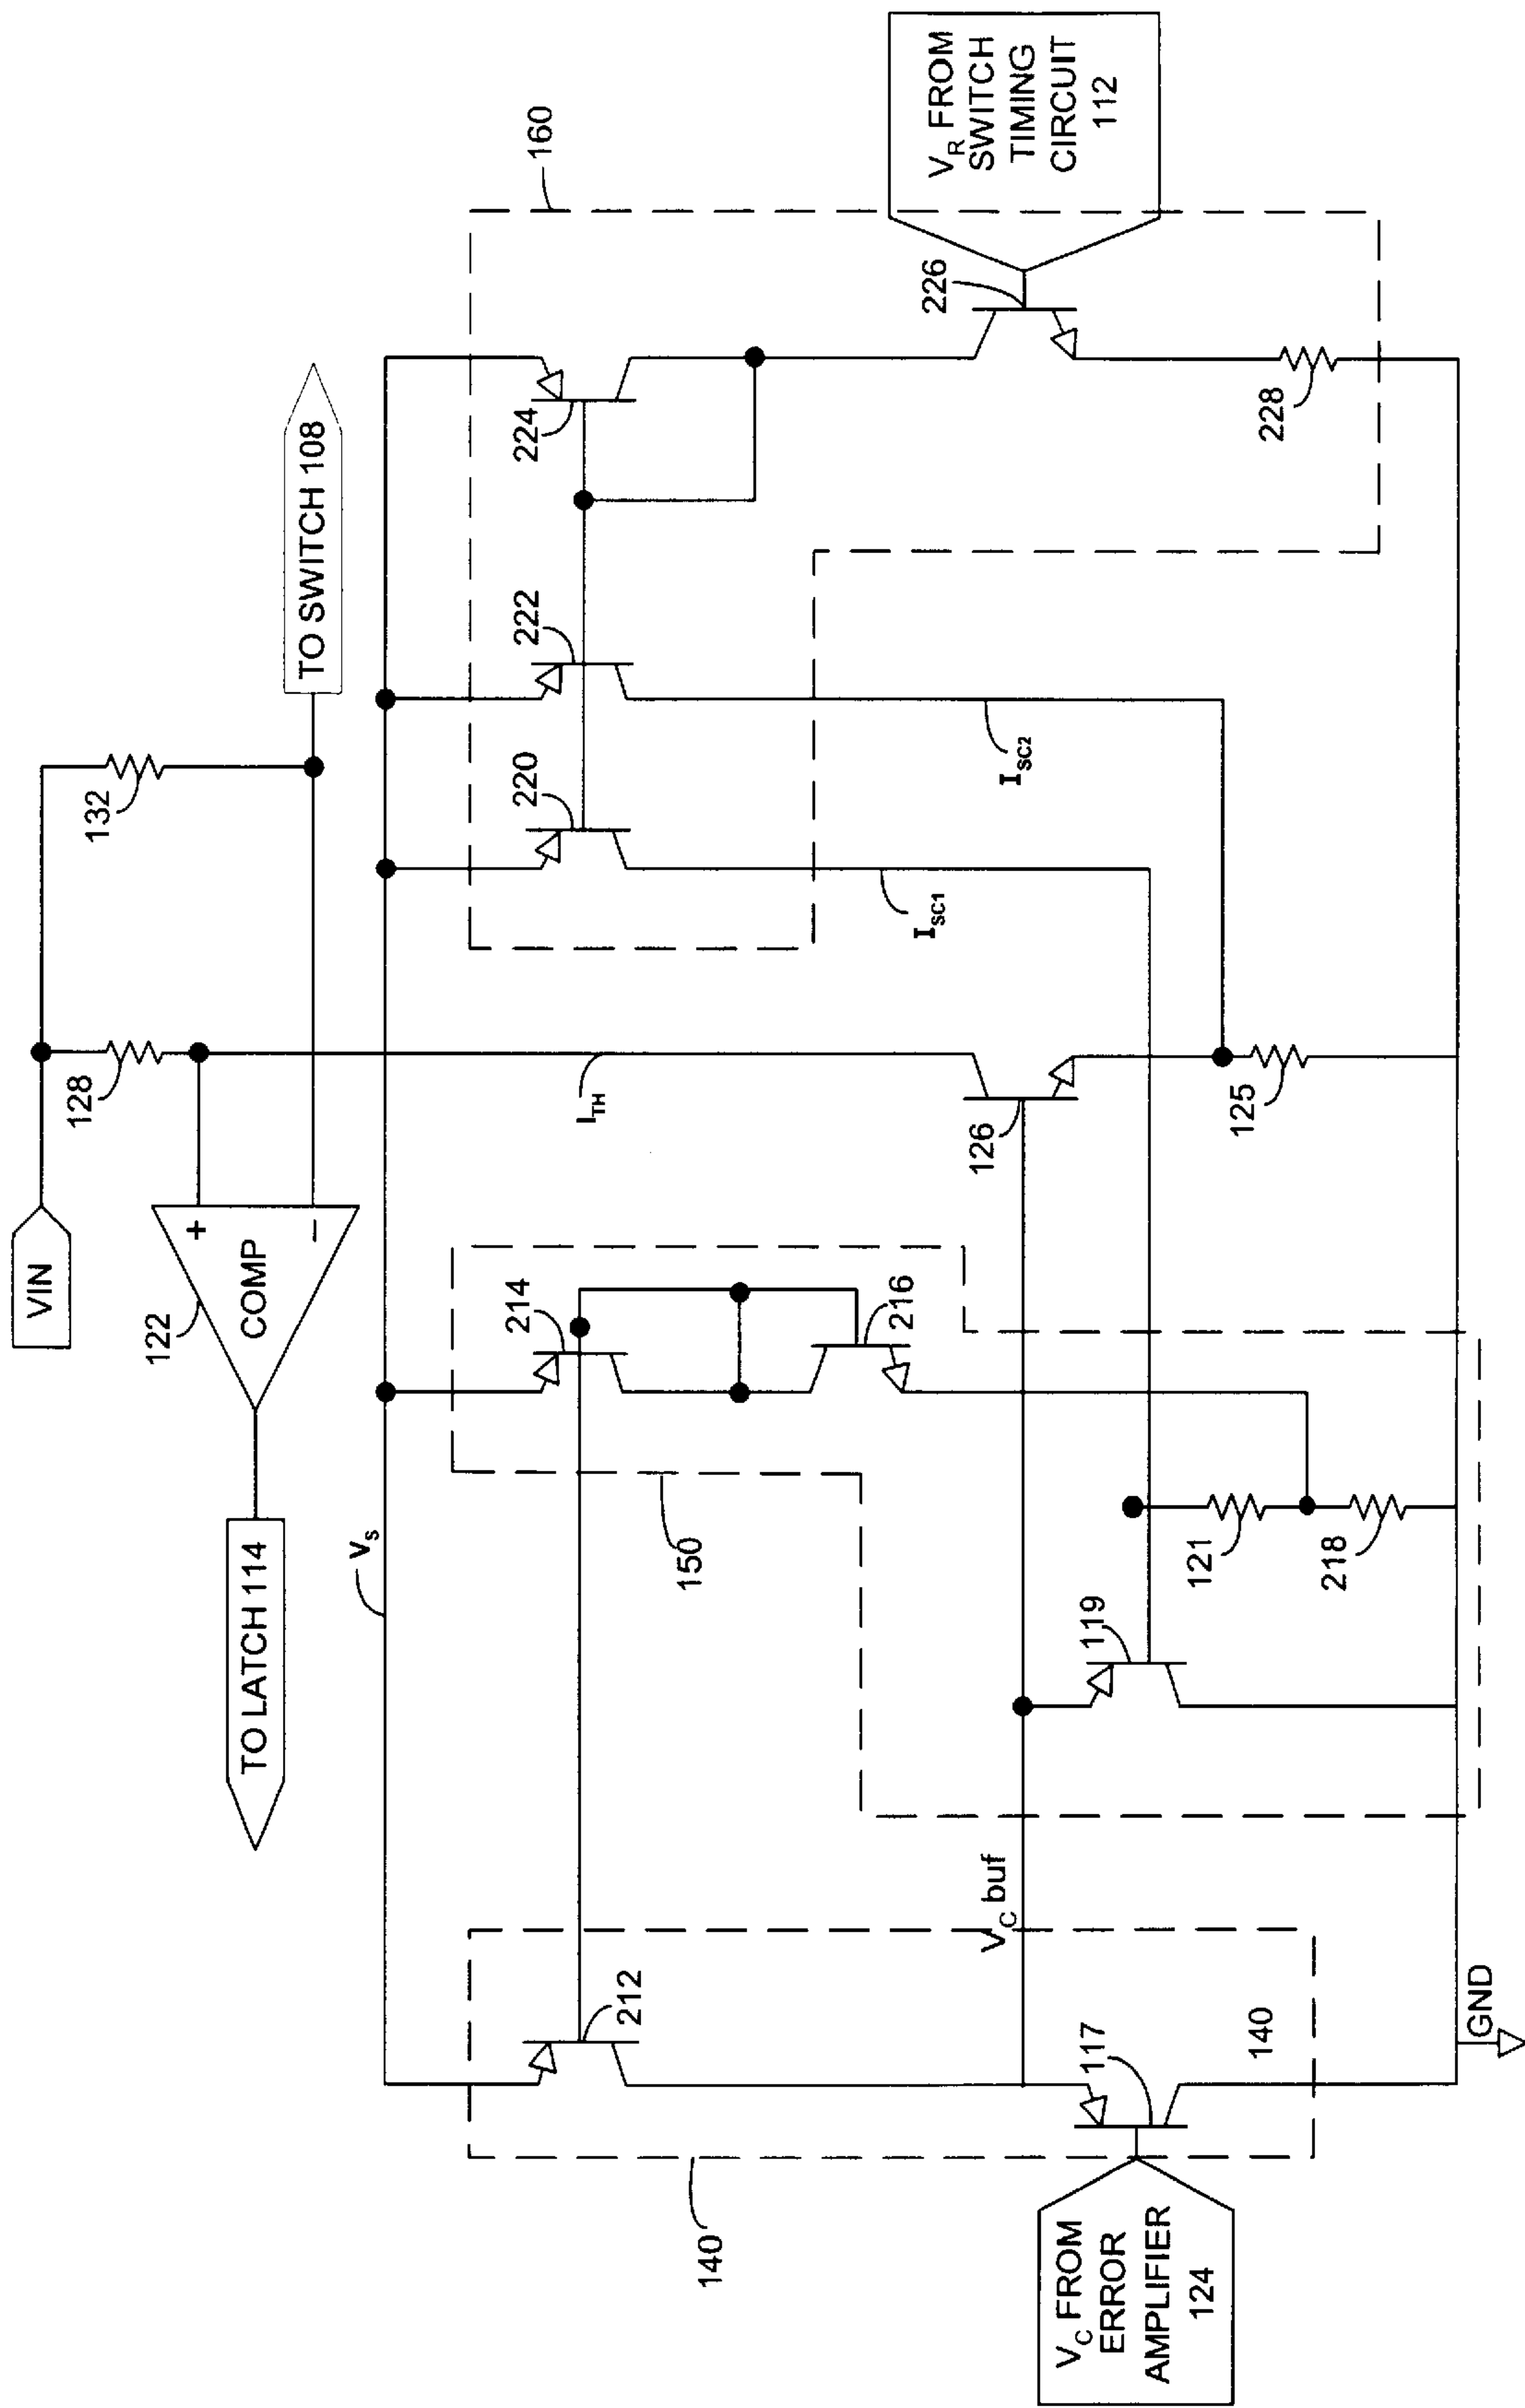 VIN
128
132
122
+
−
COMP
TO LATCH 114
TO SWITCH 108
160
V_S
I_TH
214
216
150
212
220
222
224
226
V_R FROM
SWITCH
TIMING
CIRCUIT
112
I_SC1
I_SC2
126
125
228
V_C buf
119
121
218
117
140
140
V_C FROM
ERROR
AMPLIFIER
124
GND